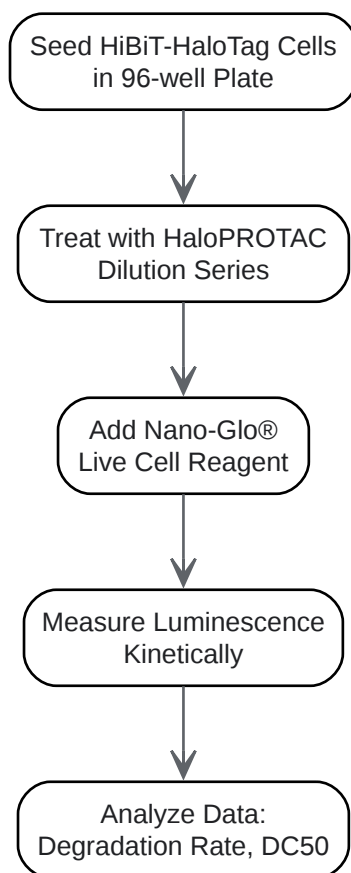 Seed HiBiT-HaloTag Cells
in 96-well Plate
Treat with HaloPROTAC
Dilution Series
Add Nano-Glo®
Live Cell Reagent
Measure Luminescence
Kinetically
Analyze Data:
Degradation Rate, DC50